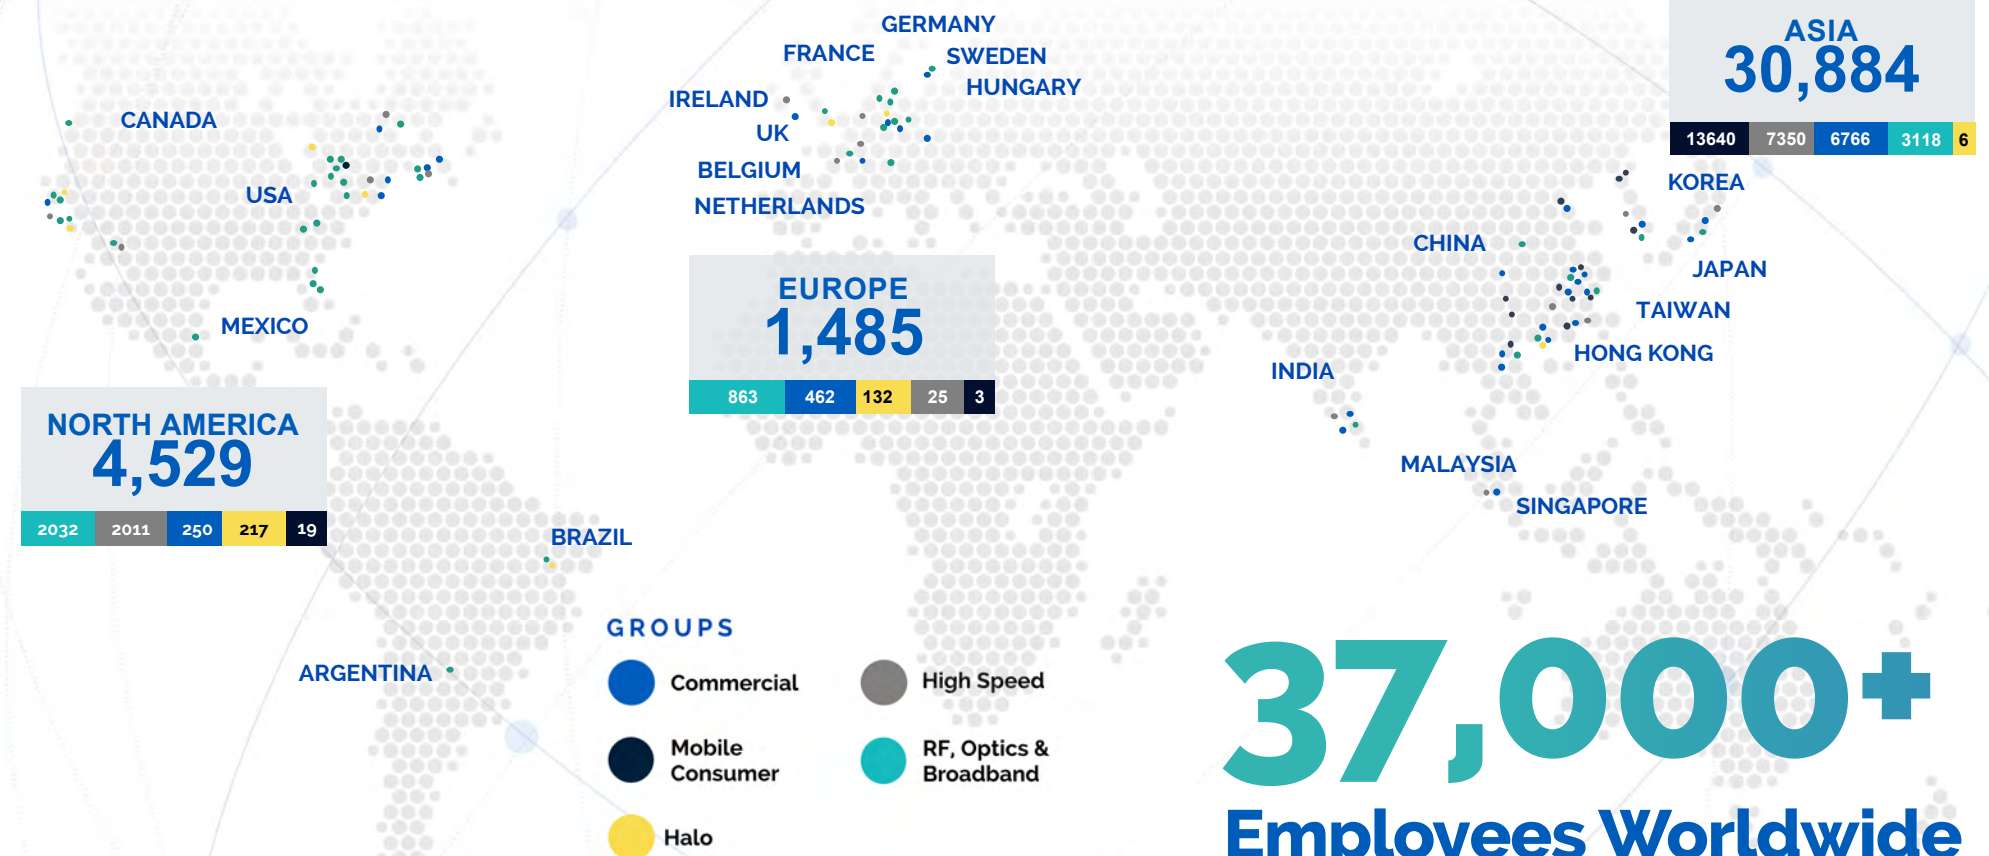 GERMANY
FRANCE
SWEDEN
HUNGARY
IRELAND
UK
BELGIUM
NETHERLANDS
CANADA
USA
MEXICO
ASIA
30,884
13640 7350 6766 3118 6
KOREA
CHINA
JAPAN
TAIWAN
HONG KONG
INDIA
MALAYSIA
SINGAPORE
EUROPE
1,485
863 462 132 25 3
NORTH AMERICA
4,529
2032 2011 250 217 19
BRAZIL
ARGENTINA
GROUPS
Commercial
High Speed
Mobile
Consumer
RF, Optics &
Broadband
Halo
37,000+
Employees Worldwide